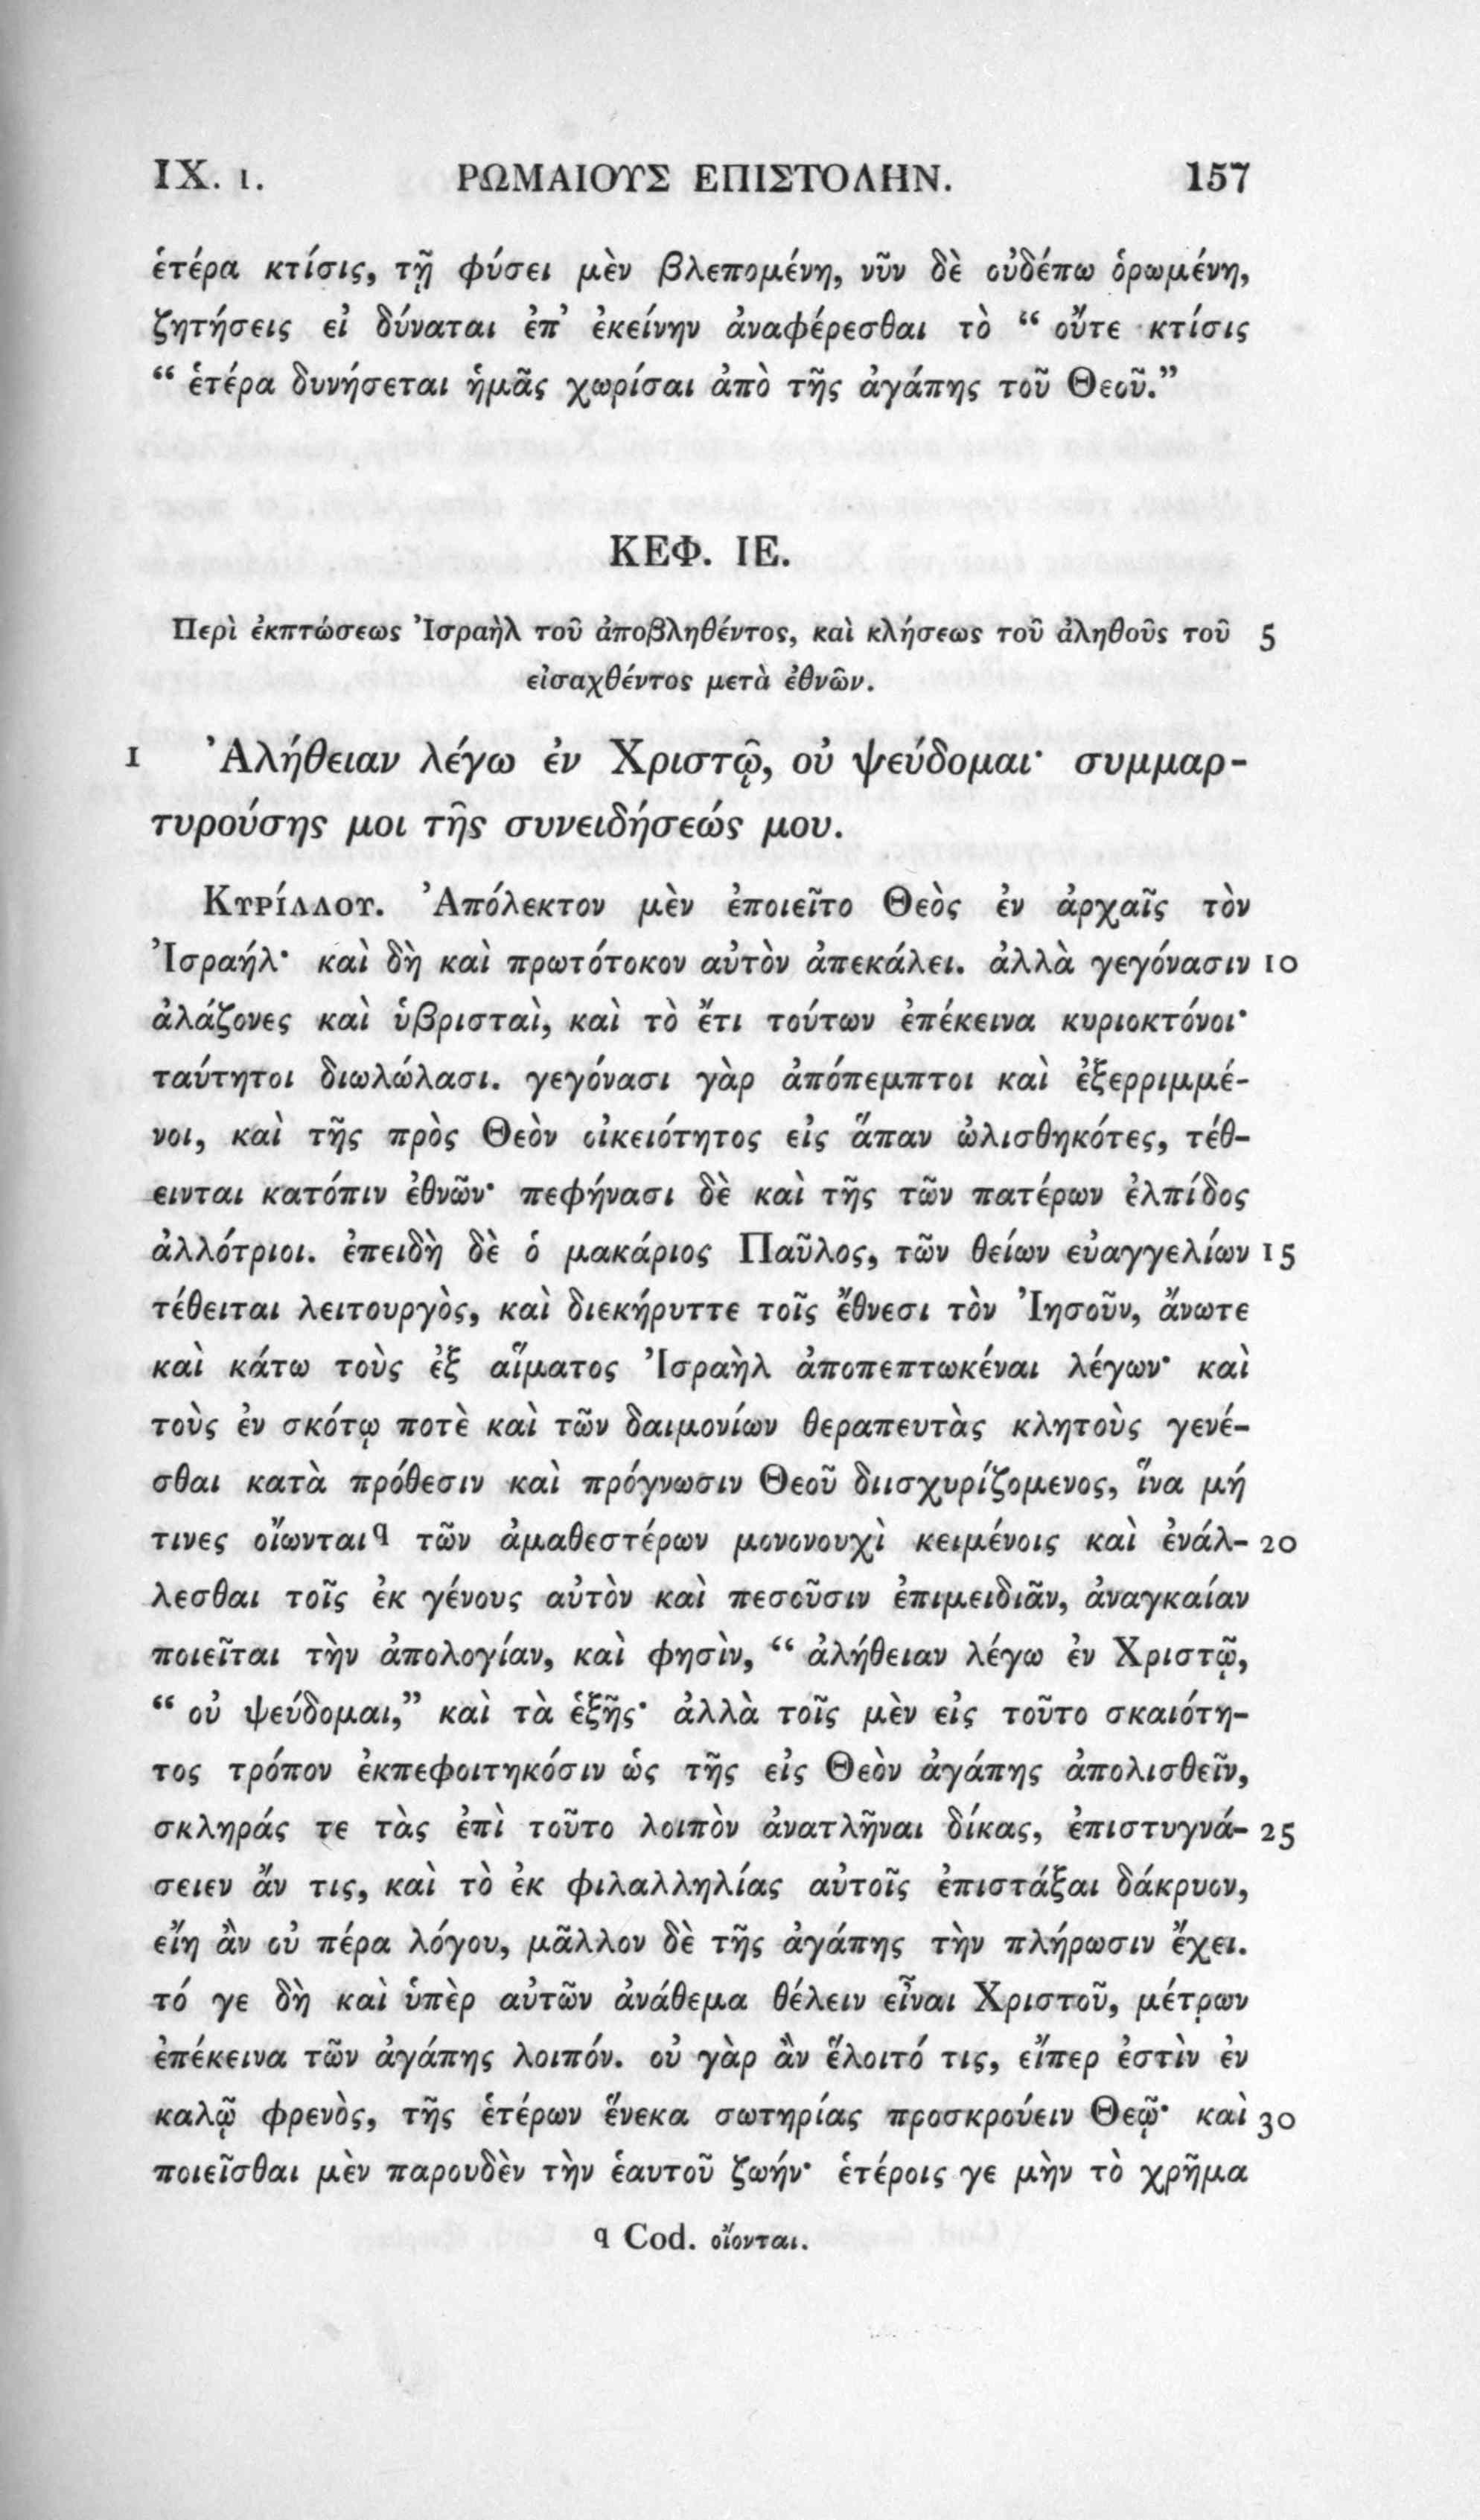 IX. 1. ΡΩΜΑΙΟΥΣ ΕΠΙΣΤΟΛΗΝ. 157
ἑτέρα κτίσις, τῇ φύσει μὲν βλεπομένη, νῦν δὲ οὐδέπω ὁρωμένη,
ζητήσεις εἰ δύναται ἐπ᾽ ἐκείνην ἀναφέρεσθαι τὸ “ οὔτε κτίσις
“ ἑτέρα δυνήσεται ἡμᾶς χωρίσαι ἀπὸ τῆς ἀγάπης τοῦ Θεοῦ.”
ΚΕΦ. ΙΕ.
Περὶ ἐκπτώσεως Ἰσραὴλ τοῦ ἀποβληθέντος, καὶ κλήσεως τοῦ ἀληθοῦς τοῦ 5
εἰσαχθέντος μετὰ ἐθνῶν.
1 Ἀλήθειαν λέγω ἐν Χριστῷ, οὐ ψεύδομαι· συμμαρ-
τυρούσης μοι τῆς συνειδήσεώς μου.
Κυρίλλου. Ἀπόλεκτον μὲν ἐποιεῖτο Θεὸς ἐν ἀρχαῖς τὸν
Ἰσραήλ· καὶ δὴ καὶ πρωτότοκον αὐτὸν ἀπεκάλει. ἀλλὰ γεγόνασιν 10
ἀλάζονες καὶ ὑβρισταὶ, καὶ τὸ ἔτι τούτων ἐπέκεινα κυριοκτόνοι·
ταύτητοι διωλώλασι. γεγόνασι γὰρ ἀπόπεμπτοι καὶ ἐξερριμμέ-
νοι, καὶ τῆς πρὸς Θεὸν οἰκειότητος εἰς ἅπαν ὠλισθηκότες, τέθ-
εινται κατόπιν ἐθνῶν· πεφήνασι δὲ καὶ τῆς τῶν πατέρων ἐλπίδος
ἀλλότριοι. ἐπειδὴ δὲ ὁ μακάριος Παῦλος, τῶν θείων εὐαγγελίων 15
τέθειται λειτουργὸς, καὶ διεκήρυττε τοῖς ἔθνεσι τὸν Ἰησοῦν, ἄνωτε
καὶ κάτω τοὺς ἐξ αἵματος Ἰσραὴλ ἀποπεπτωκέναι λέγων· καὶ
τοὺς ἐν σκότῳ ποτὲ καὶ τῶν δαιμονίων θεραπευτὰς κλητοὺς γενέ-
σθαι κατὰ πρόθεσιν καὶ πρόγνωσιν Θεοῦ διισχυρίζομενος, ἵνα μή
τινες οἴωνται q τῶν ἀμαθεστέρων μονονουχὶ κειμένοις καὶ ἐνάλ- 20
λεσθαι τοῖς ἐκ γένους αὐτὸν καὶ πεσοῦσιν ἐπιμειδιᾶν, ἀναγκαίαν
ποιεῖται τὴν ἀπολογίαν, καὶ φησὶν, “ ἀλήθειαν λέγω ἐν Χριστῷ,
“ οὐ ψεύδομαι,” καὶ τὰ ἑξῆς· ἀλλὰ τοῖς μὲν εἰς τοῦτο σκαιότη-
τος τρόπον ἐκπεφοιτηκόσιν ὡς τῆς εἰς Θεὸν ἀγάπης ἀπολισθεῖν,
σκληράς τε τὰς ἐπὶ τοῦτο λοιπὸν ἀνατλῆναι δίκας, ἐπιστυγνά- 25
σειεν ἄν τις, καὶ τὸ ἐκ φιλαλληλίας αὐτοῖς ἐπιστάξαι δάκρυον,
εἴη ἂν οὐ πέρα λόγου, μᾶλλον δὲ τῆς ἀγάπης τὴν πλήρωσιν ἔχει.
τό γε δὴ καὶ ὑπὲρ αὐτῶν ἀνάθεμα θέλειν εἶναι Χριστοῦ, μέτρων
ἐπέκεινα τῶν ἀγάπης λοιπόν. οὐ γὰρ ἂν ἕλοιτό τις, εἴπερ ἐστὶν ἐν
καλῷ φρενὸς, τῆς ἑτέρων ἕνεκα σωτηρίας προσκρούειν Θεῷ· καὶ 30
ποιεῖσθαι μὲν παρουδὲν τὴν ἑαυτοῦ ζωήν· ἑτέροις γε μὴν τὸ χρῆμα
q Cod. οἴονται.